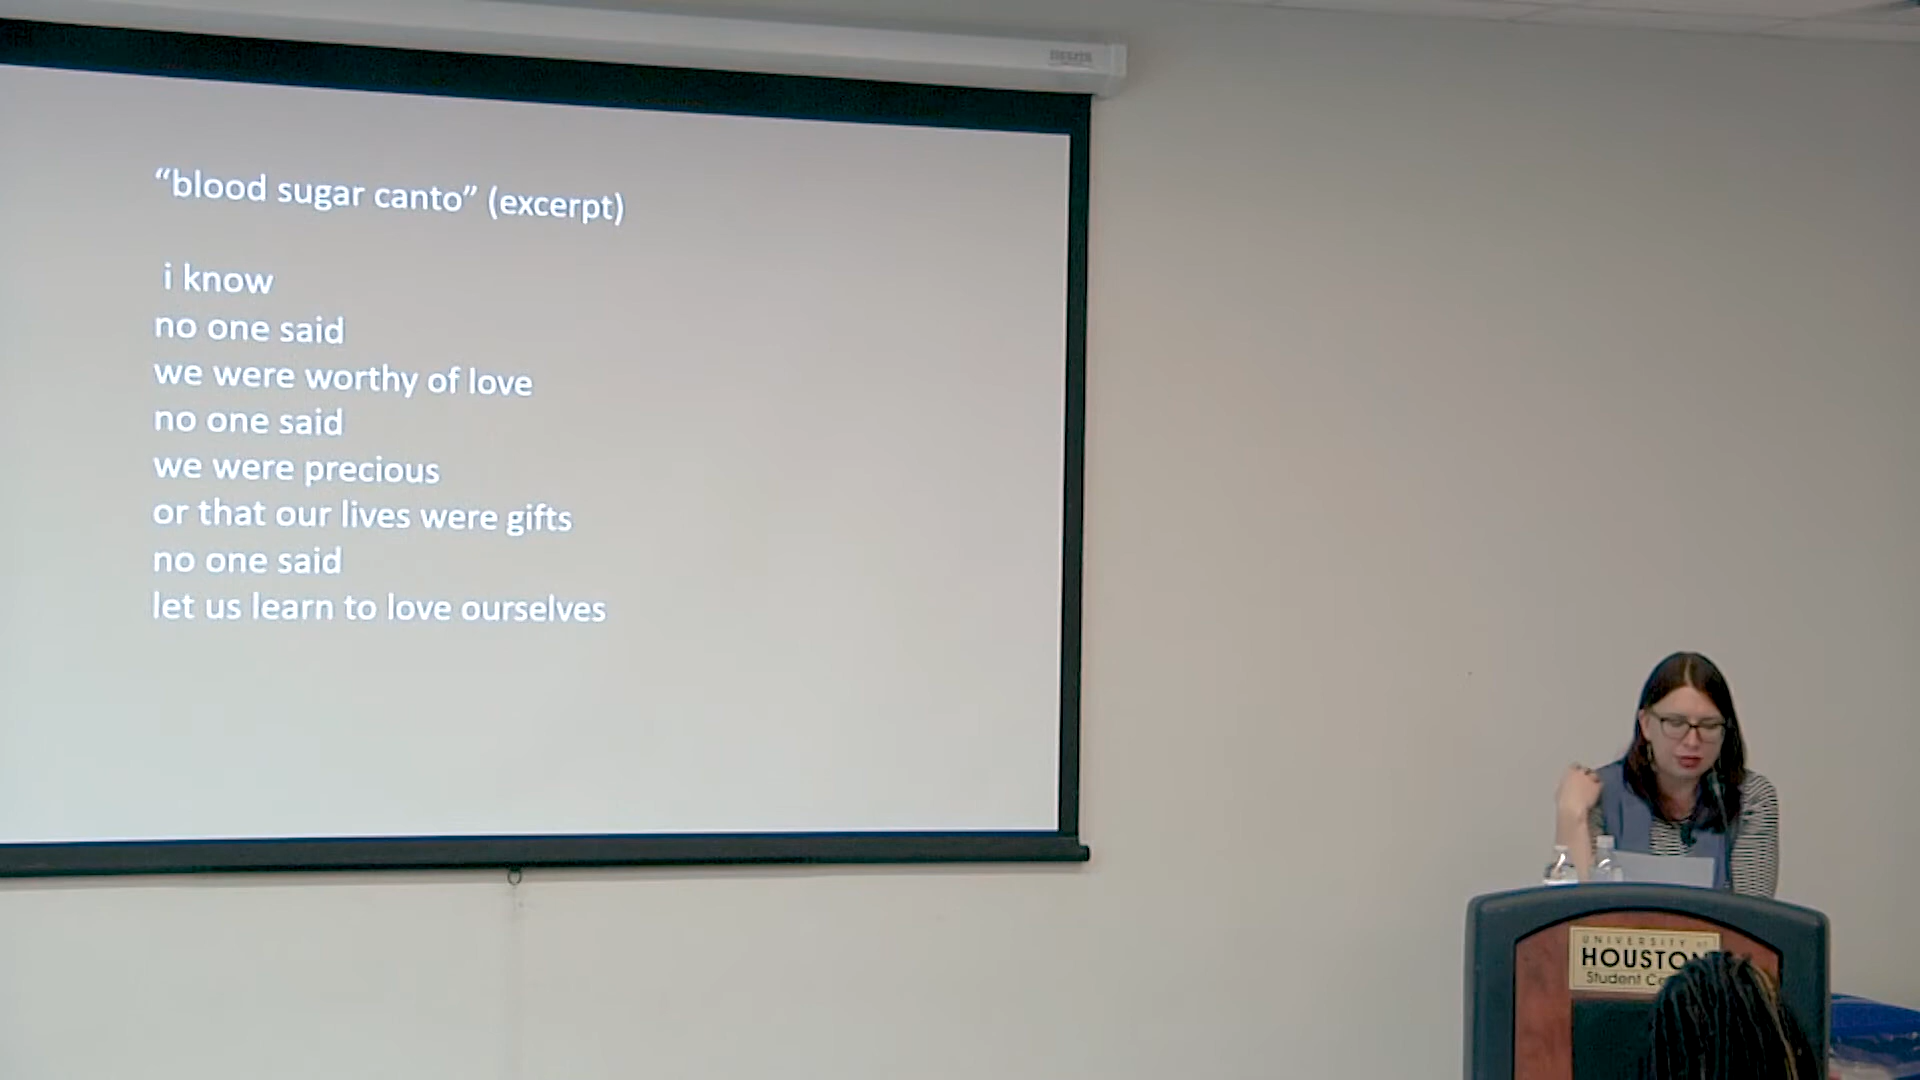 “blood sugar canto” (excerpt)
i know
no one said
we were worthy of love
no one said
we were precious
or that our lives were gifts
no one said
let us learn to love ourselves
UNIVERSITY of
HOUSTON
Student